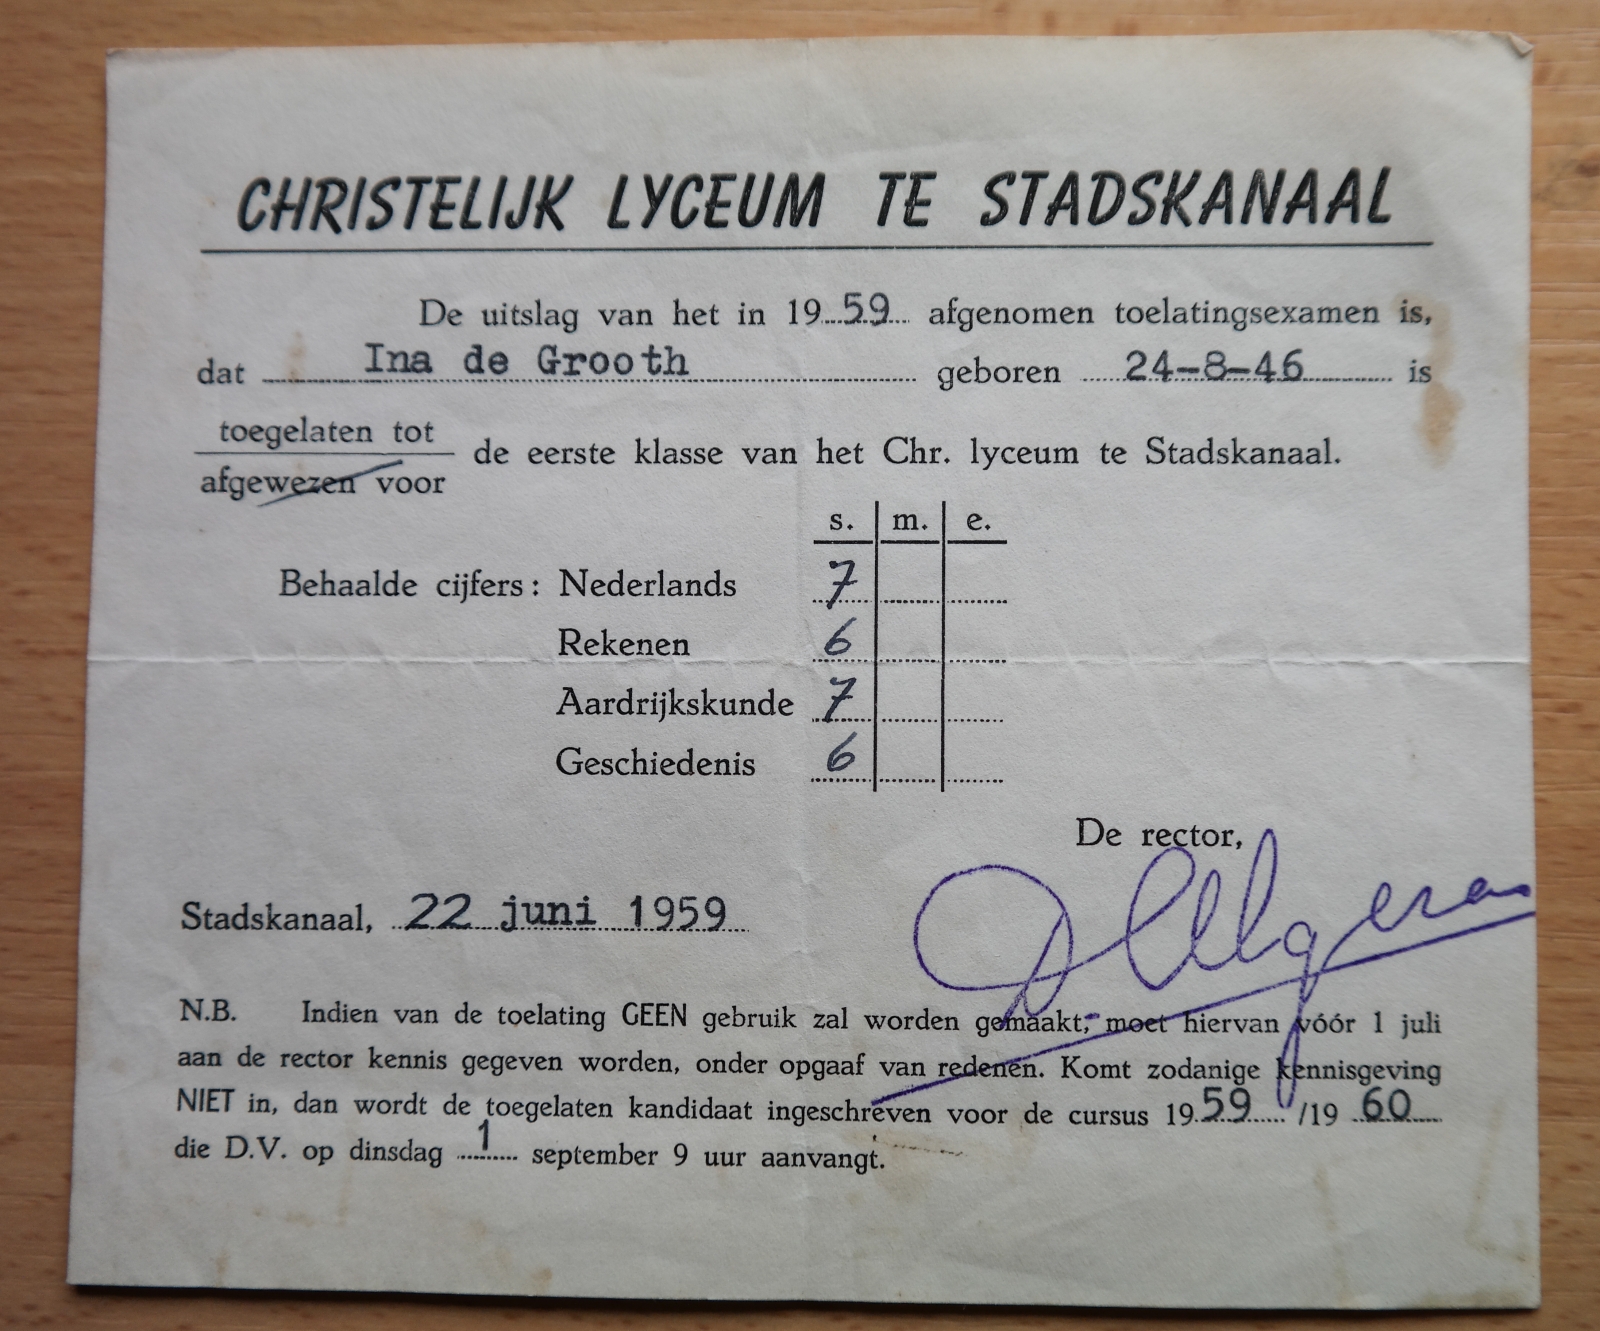 CHRISTELIJK LYCEUM TE STADSKANAAL
De uitslag van het in 1959 afgenomen toelatingsexamen is,
dat Ina de Grooth geboren 24-8-46 is
toegelaten tot
afgewezen voor
de eerste klasse van het Chr. lyceum te Stadskanaal.
s. m. e.
Behaalde cijfers: Nederlands 7
Rekenen 6
Aardrijkskunde 7
Geschiedenis 6
De rector,
Stadskanaal, 22 juni 1959
N.B. Indien van de toelating GEEN gebruik zal worden gemaakt, moet hiervan vóór 1 juli
aan de rector kennis gegeven worden, onder opgaaf van redenen. Komt zodanige kennisgeving
NIET in, dan wordt de toegelaten kandidaat ingeschreven voor de cursus 1959/1960
die D.V. op dinsdag 1 september 9 uur aanvangt.